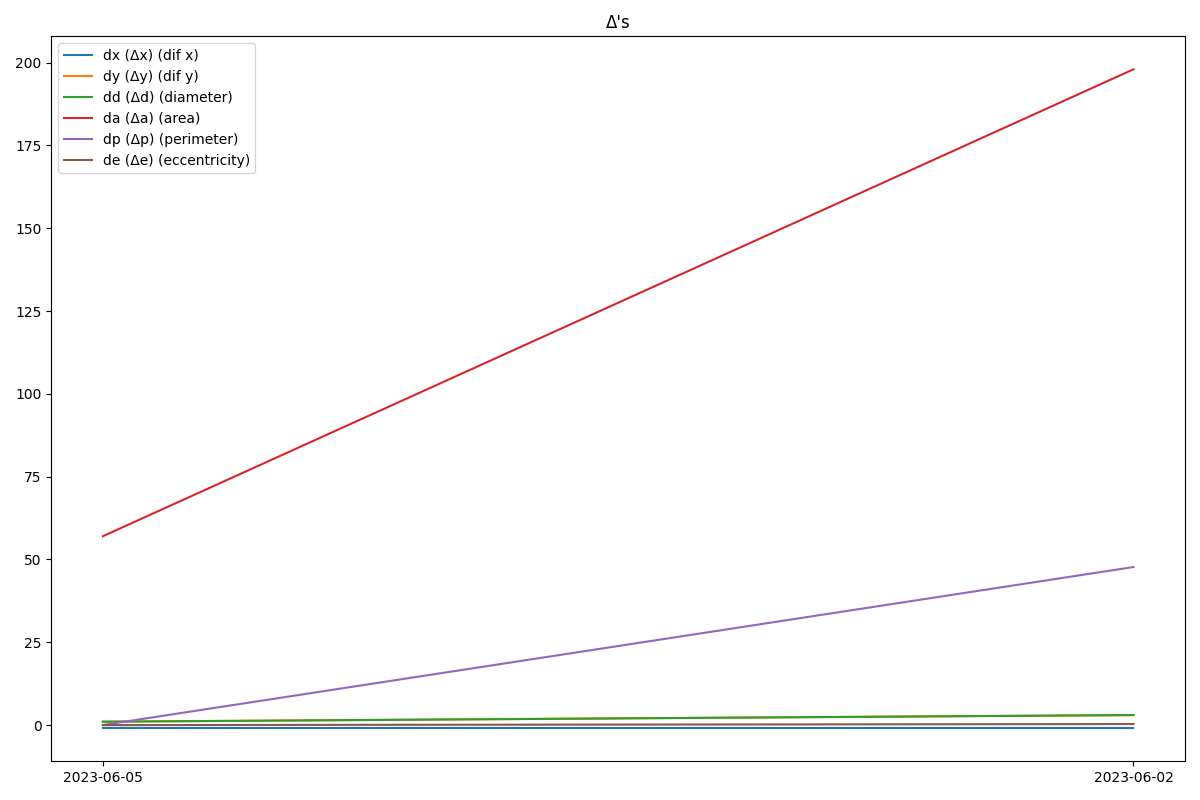 Δ's
dx (Δx) (dif x)
dy (Δy) (dif y)
dd (Δd) (diameter)
da (Δa) (area)
dp (Δp) (perimeter)
de (Δe) (eccentricity)
200
175
150
125
100
75
50
25
0
2023-06-05 2023-06-02